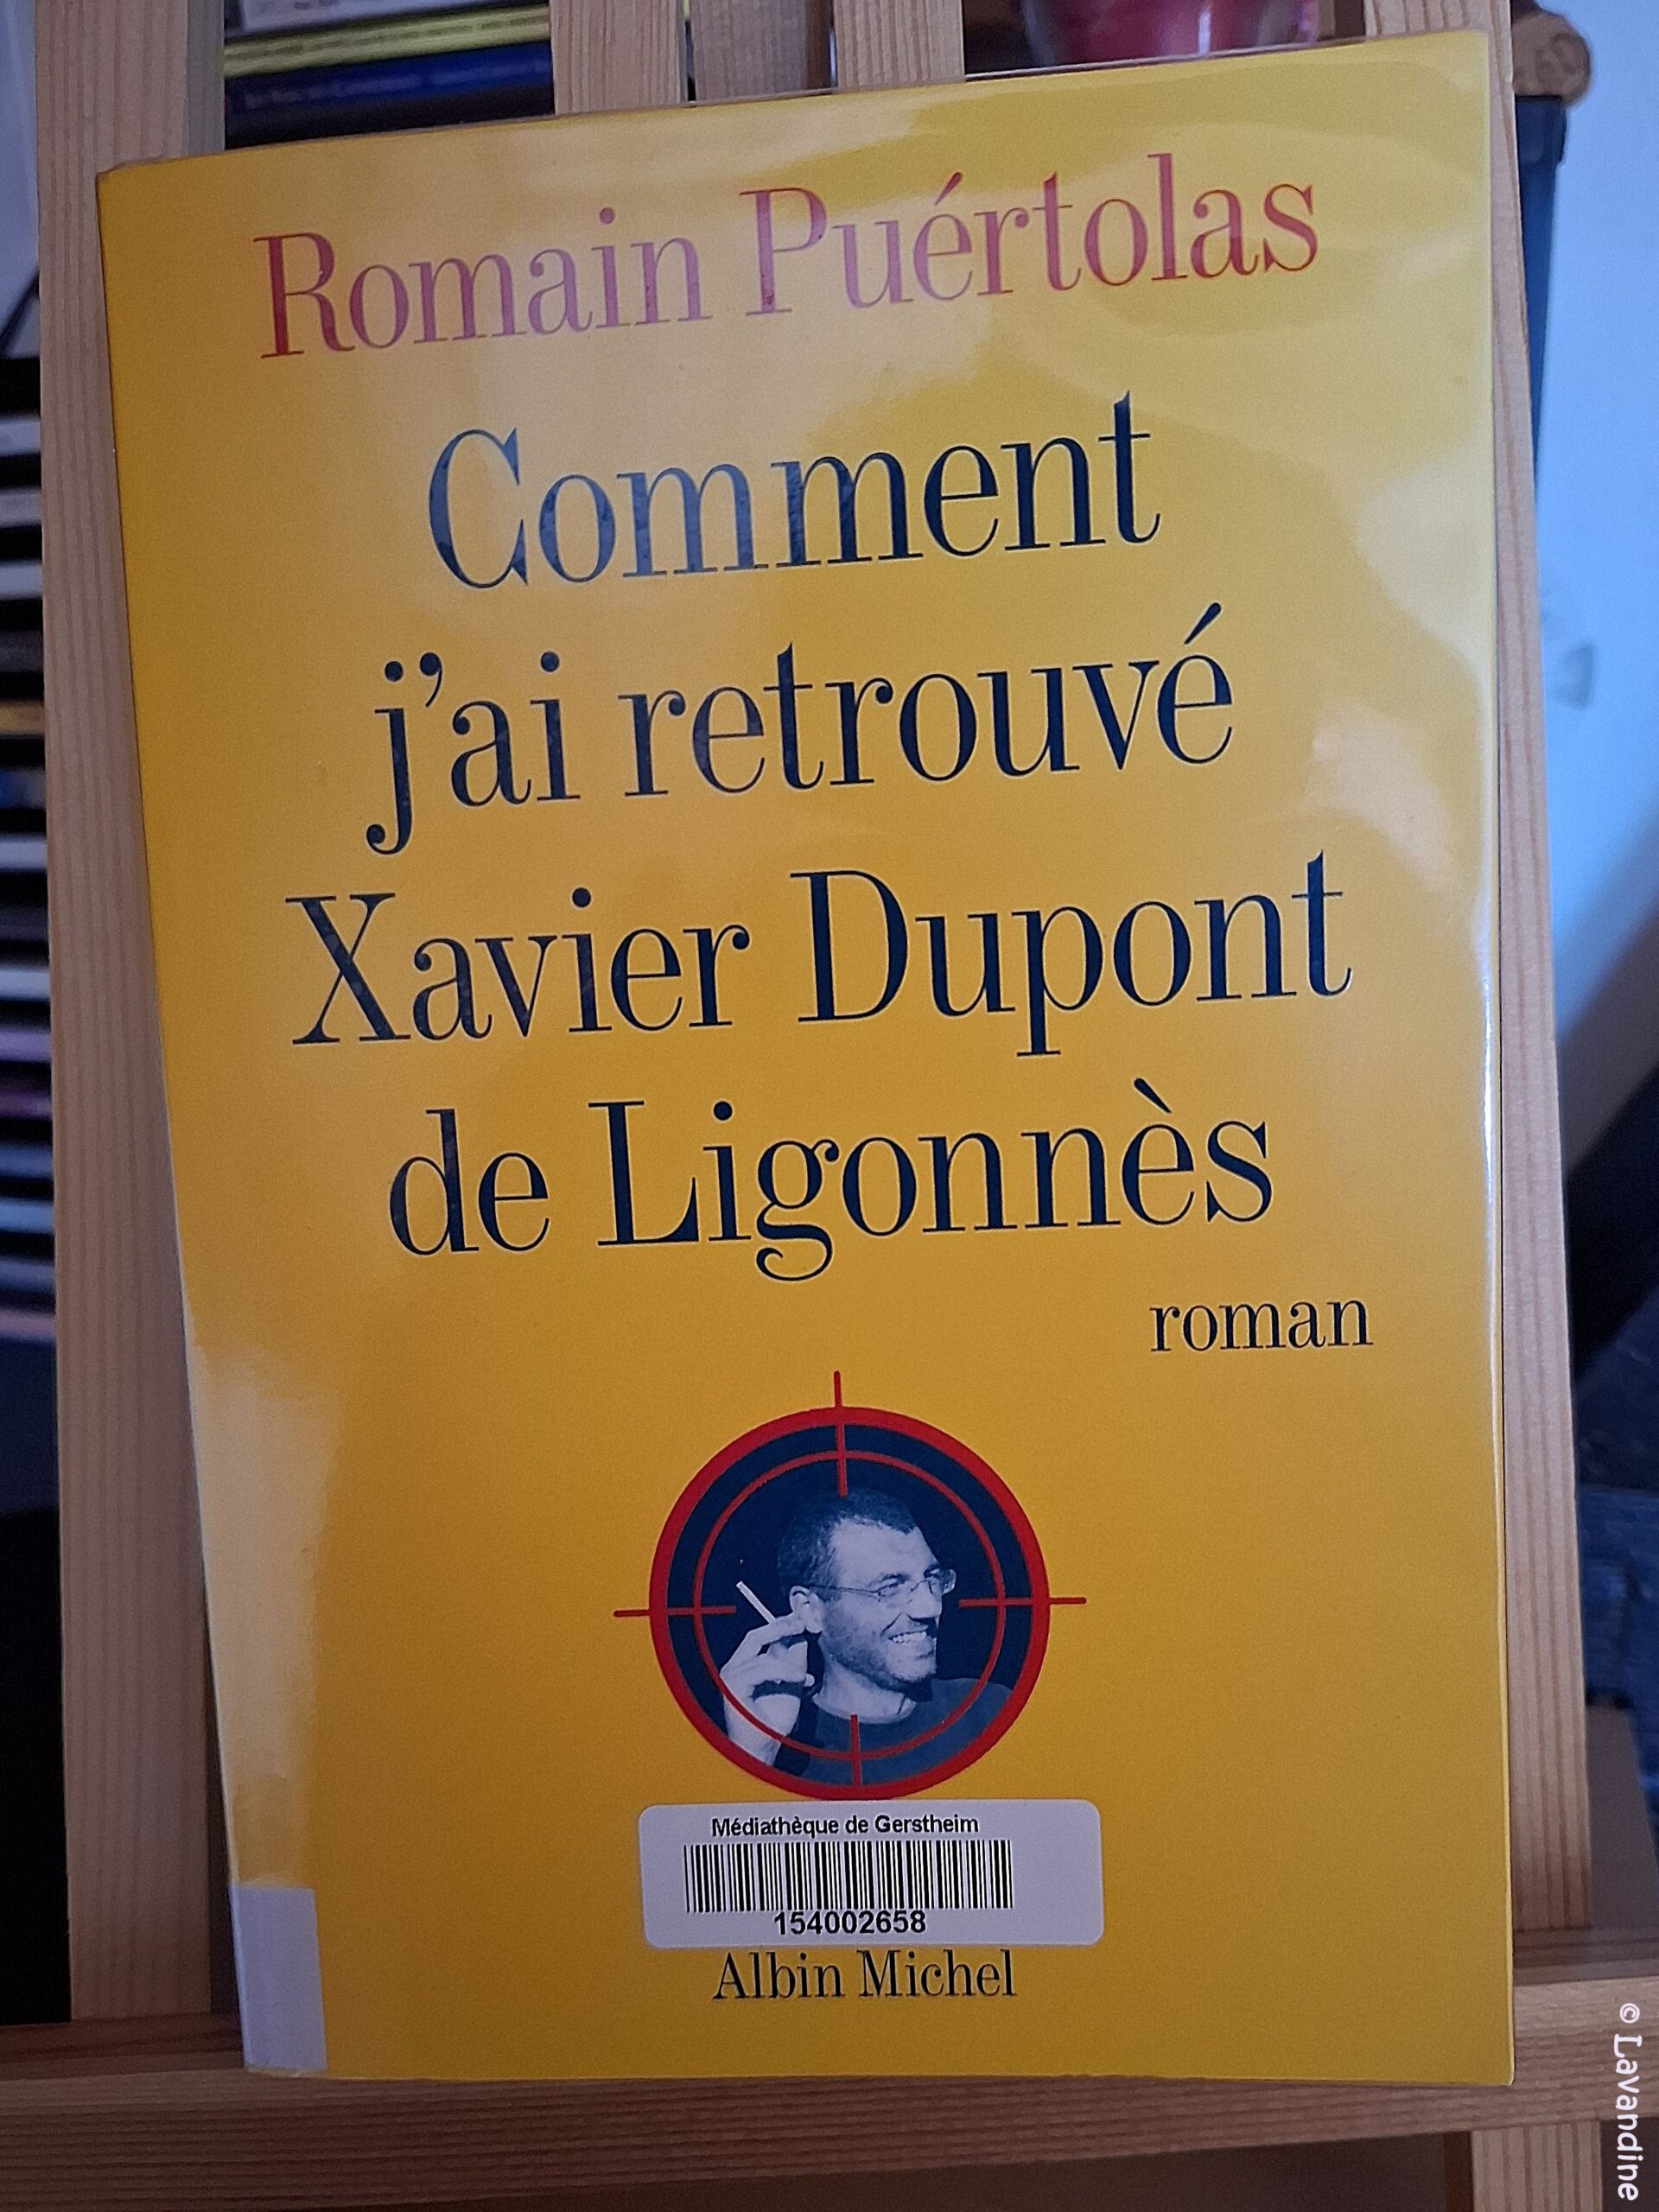 Romain Puértolas
Comment
j'ai retrouvé
Xavier Dupont
de Ligonnès
roman
Médiathèque de Gerstheim
154002658
Albin Michel
© Lavandine